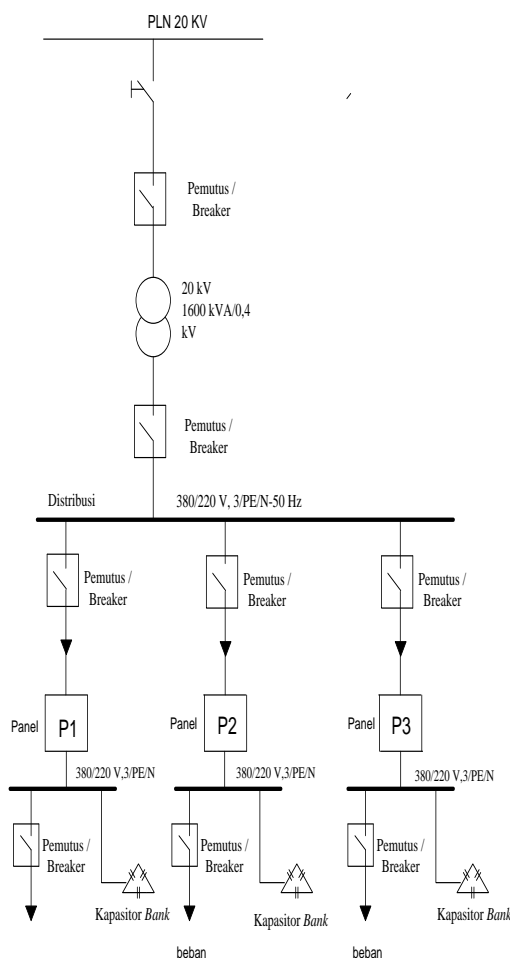 PLN 20 KV
Pemutus /
Breaker
20 kV
1600 kVA/0,4
kV
Pemutus /
Breaker
Distribusi
380/220 V, 3/PE/N-50 Hz
Pemutus /
Breaker
Pemutus /
Breaker
Pemutus /
Breaker
Panel
P1
Panel
P2
Panel
P3
380/220 V,3/PE/N
380/220 V,3/PE/N
380/220 V,3/PE/N
Pemutus /
Breaker
Kapasitor Bank
Pemutus /
Breaker
Kapasitor Bank
Pemutus /
Breaker
Kapasitor Bank
beban
beban